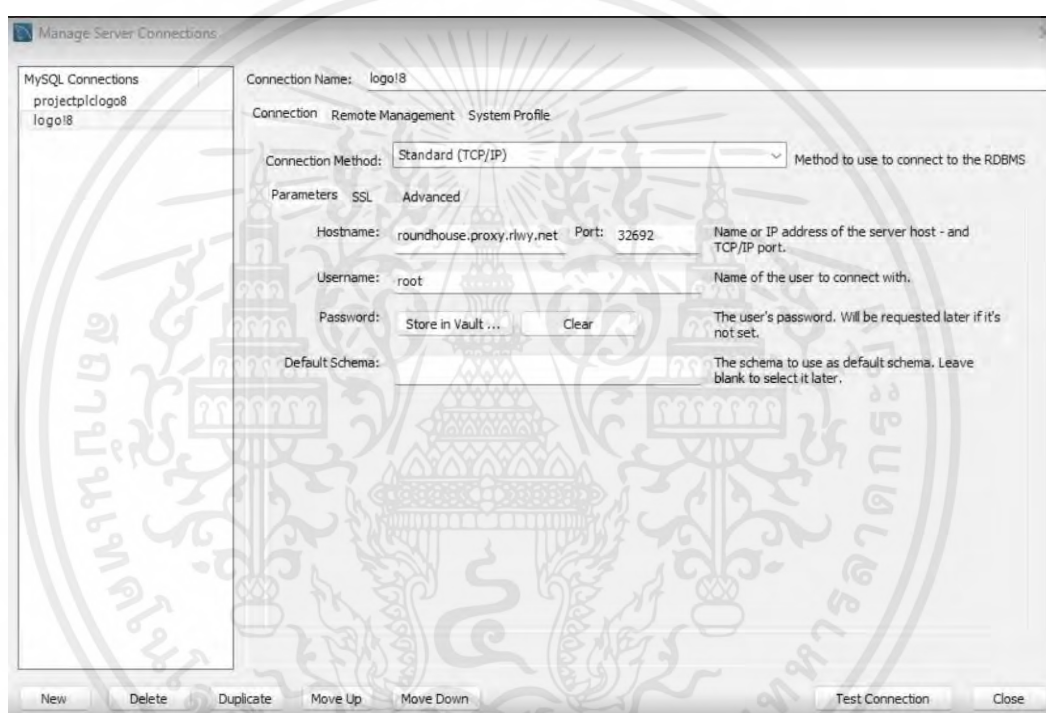 Manage Server Connections
MySQL Connections
projectplclogo8
logo!8
Connection Name: logo!8
Connection Remote Management System Profile
Connection Method: Standard (TCP/IP) Method to use to connect to the RDBMS
Parameters SSL Advanced
Hostname: roundhouse.proxy.rlwy.net Port: 32692 Name or IP address of the server host - and
TCP/IP port.
Username: root Name of the user to connect with.
Password: Store in Vault ... Clear The user's password. Will be requested later if it's
not set.
Default Schema: The schema to use as default schema. Leave
blank to select it later.
New Delete Duplicate Move Up Move Down Test Connection Close